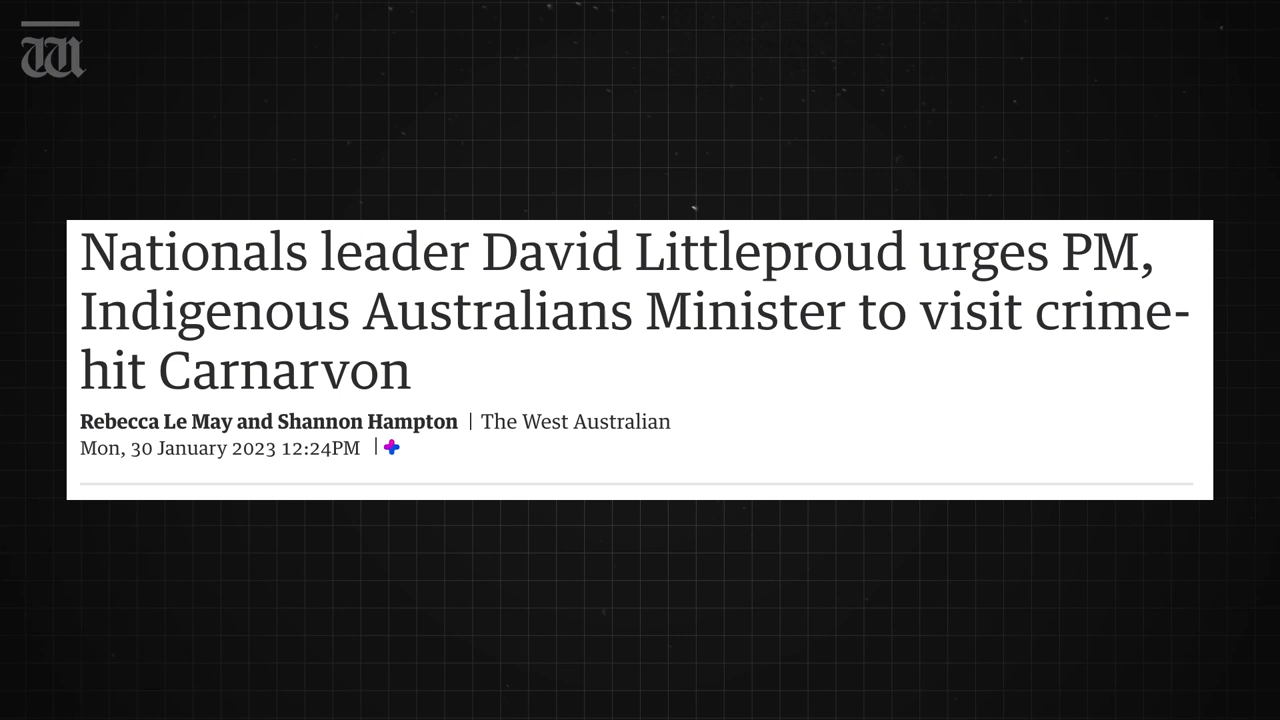 W
Nationals leader David Littleproud urges PM,
Indigenous Australians Minister to visit crime-
hit Carnarvon
Rebecca Le May and Shannon Hampton | The West Australian
Mon, 30 January 2023 12:24PM |